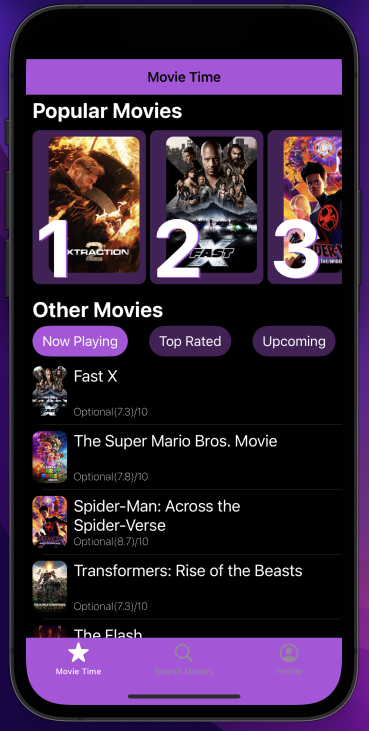 Movie Time
Popular Movies
1
XTRACTION
2
2
FAST
X
3
Other Movies
Now Playing
Top Rated
Upcoming
Fast X
Optional(7.3)/10
The Super Mario Bros. Movie
Optional(7.8)/10
Spider-Man: Across the
Spider-Verse
Optional(8.7)/10
Transformers: Rise of the Beasts
Optional(7.3)/10
The Flash
Movie Time
Search Movies
Profile